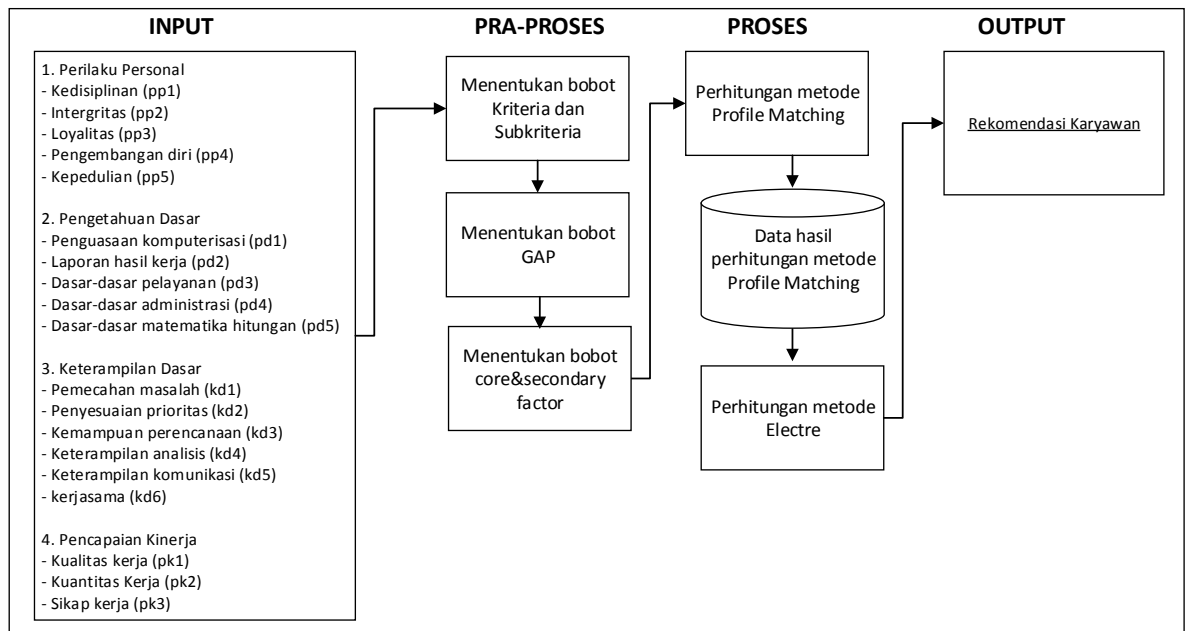 INPUT
1. Perilaku Personal
- Kedisiplinan (pp1)
- Intergritas (pp2)
- Loyalitas (pp3)
- Pengembangan diri (pp4)
- Kepedulian (pp5)
2. Pengetahuan Dasar
- Penguasaan komputerisasi (pd1)
- Laporan hasil kerja (pd2)
- Dasar-dasar pelayanan (pd3)
- Dasar-dasar administrasi (pd4)
- Dasar-dasar matematika hitungan (pd5)
3. Keterampilan Dasar
- Pemecahan masalah (kd1)
- Penyesuaian prioritas (kd2)
- Kemampuan perencanaan (kd3)
- Keterampilan analisis (kd4)
- Keterampilan komunikasi (kd5)
- kerjasama (kd6)
4. Pencapaian Kinerja
- Kualitas kerja (pk1)
- Kuantitas Kerja (pk2)
- Sikap kerja (pk3)
PRA-PROSES
Menentukan bobot
Kriteria dan
Subkriteria
Menentukan bobot
GAP
Menentukan bobot
core&secondary
factor
PROSES
Perhitungan metode
Profile Matching
Data hasil
perhitungan metode
Profile Matching
Perhitungan metode
Electre
OUTPUT
Rekomendasi Karyawan